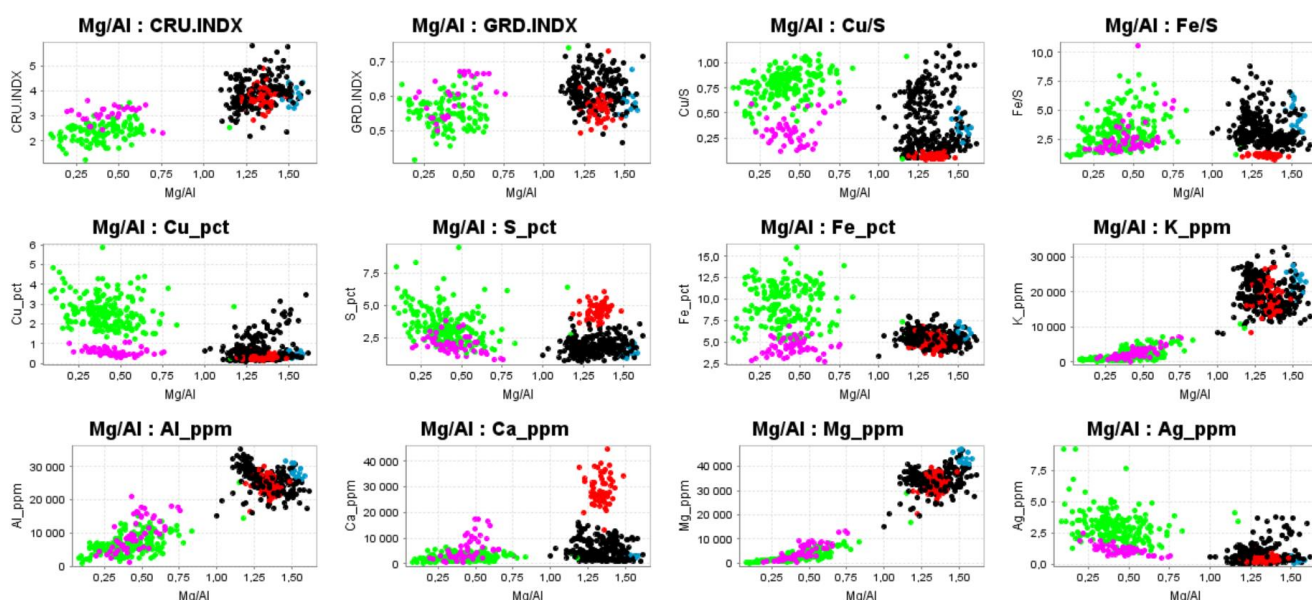 Mg/Al : CRU.INDX
CRU.INDX
5
4
3
2
0,25 0,50 0,75 1,00 1,25 1,50
Mg/Al
Mg/Al : GRD.INDX
GRD.INDX
0,7
0,6
0,5
0,25 0,50 0,75 1,00 1,25 1,50
Mg/Al
Mg/Al : Cu/S
Cu/S
1,00
0,75
0,50
0,25
0,25 0,50 0,75 1,00 1,25 1,50
Mg/Al
Mg/Al : Fe/S
Fe/S
10,0
7,5
5,0
2,5
0,25 0,50 0,75 1,00 1,25 1,50
Mg/Al
Mg/Al : Cu_pct
Cu_pct
6
5
4
3
2
1
0
0,25 0,50 0,75 1,00 1,25 1,50
Mg/Al
Mg/Al : S_pct
S_pct
7,5
5,0
2,5
0,25 0,50 0,75 1,00 1,25 1,50
Mg/Al
Mg/Al : Fe_pct
Fe_pct
15,0
12,5
10,0
7,5
5,0
2,5
0,25 0,50 0,75 1,00 1,25 1,50
Mg/Al
Mg/Al : K_ppm
K_ppm
30 000
20 000
10 000
0
0,25 0,50 0,75 1,00 1,25 1,50
Mg/Al
Mg/Al : Al_ppm
Al_ppm
30 000
20 000
10 000
0
0,00 0,25 0,50 0,75 1,00 1,25 1,50
Mg/Al
Mg/Al : Ca_ppm
Ca_ppm
40 000
30 000
20 000
10 000
0
0,25 0,50 0,75 1,00 1,25 1,50
Mg/Al
Mg/Al : Mg_ppm
Mg_ppm
40 000
30 000
20 000
10 000
0
0,25 0,50 0,75 1,00 1,25 1,50
Mg/Al
Mg/Al : Ag_ppm
Ag_ppm
7,5
5,0
2,5
0,0
0,25 0,50 0,75 1,00 1,25 1,50
Mg/Al